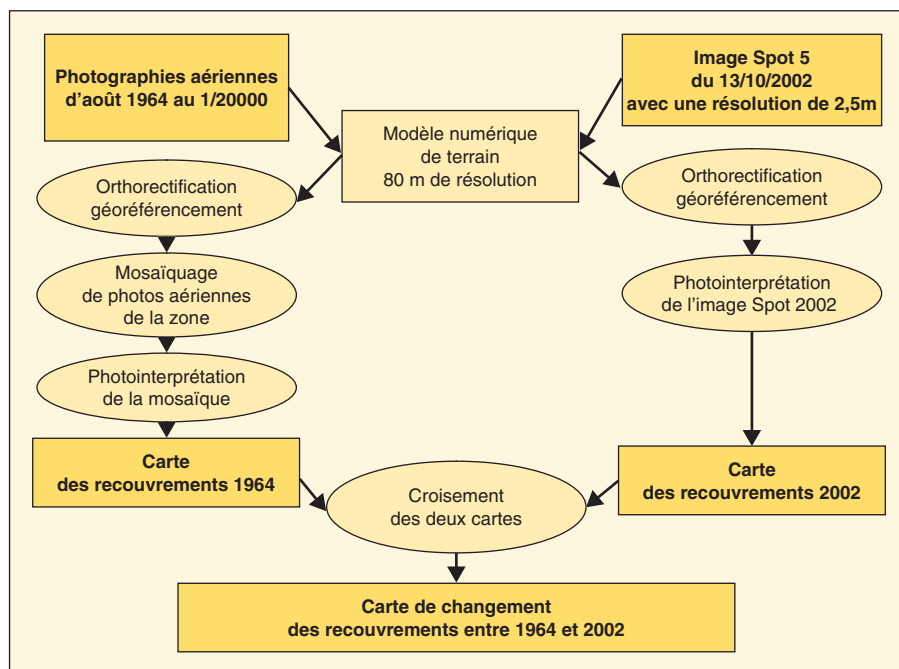 Photographies aériennes
d'août 1964 au 1/20000
Image Spot 5
du 13/10/2002
avec une résolution de 2,5m
Modèle numérique
de terrain
80 m de résolution
Orthorectification
géoréférencement
Orthorectification
géoréférencement
Mosaïquage
de photos aériennes
de la zone
Photointerprétation
de l'image Spot 2002
Photointerprétation
de la mosaïque
Carte
des recouvrements 1964
Carte
des recouvrements 2002
Croisement
des deux cartes
Carte de changement
des recouvrements entre 1964 et 2002